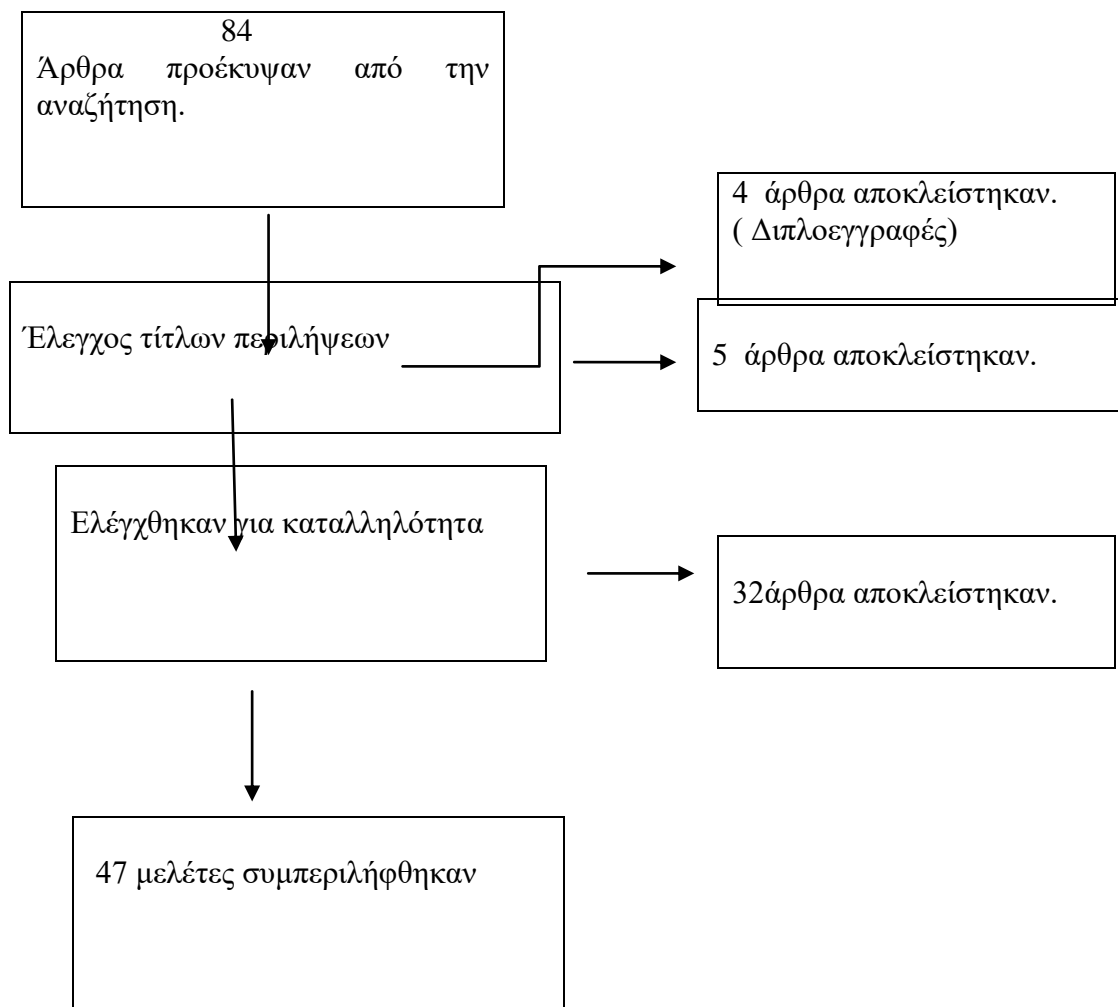 84
Άρθρα προέκυψαν από την
αναζήτηση.
4 άρθρα αποκλείστηκαν.
( Διπλοεγγραφές)
Έλεγχος τίτλων περιλήψεων
5 άρθρα αποκλείστηκαν.
Ελέγχθηκαν για καταλληλότητα
32άρθρα αποκλείστηκαν.
47 μελέτες συμπεριλήφθηκαν